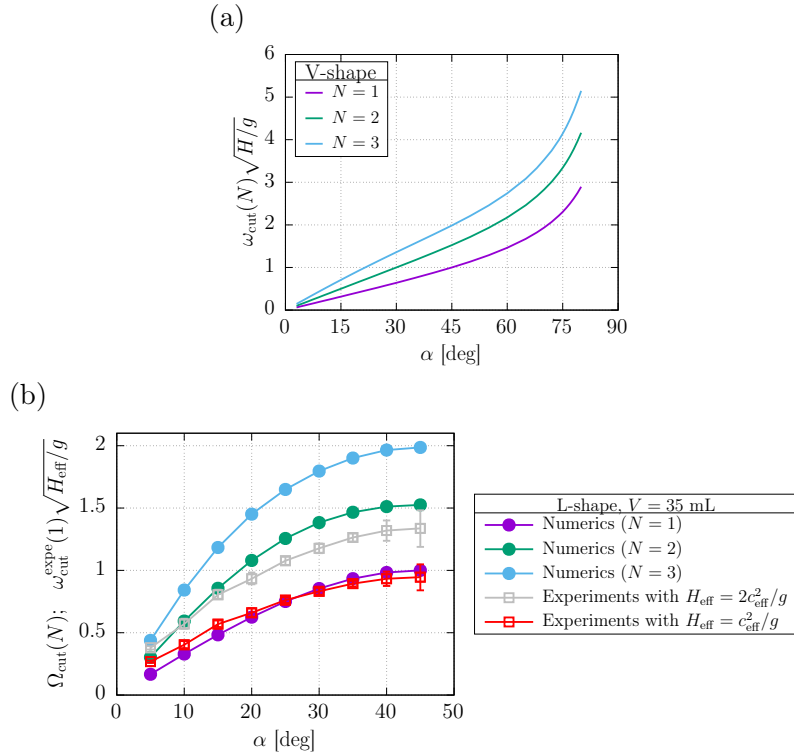 (a)
6
5
4
3
2
1
0
ω_cut(N)√H/g
V-shape
N = 1
N = 2
N = 3
0 15 30 45 60 75 90
α [deg]
(b)
2
1.5
1
0.5
0
Ω_cut(N); ω_cut^expe(1)√H_eff/g
0 10 20 30 40 50
α [deg]
L-shape, V = 35 mL
Numerics (N = 1)
Numerics (N = 2)
Numerics (N = 3)
Experiments with H_eff = 2c_eff^2/g
Experiments with H_eff = c_eff^2/g